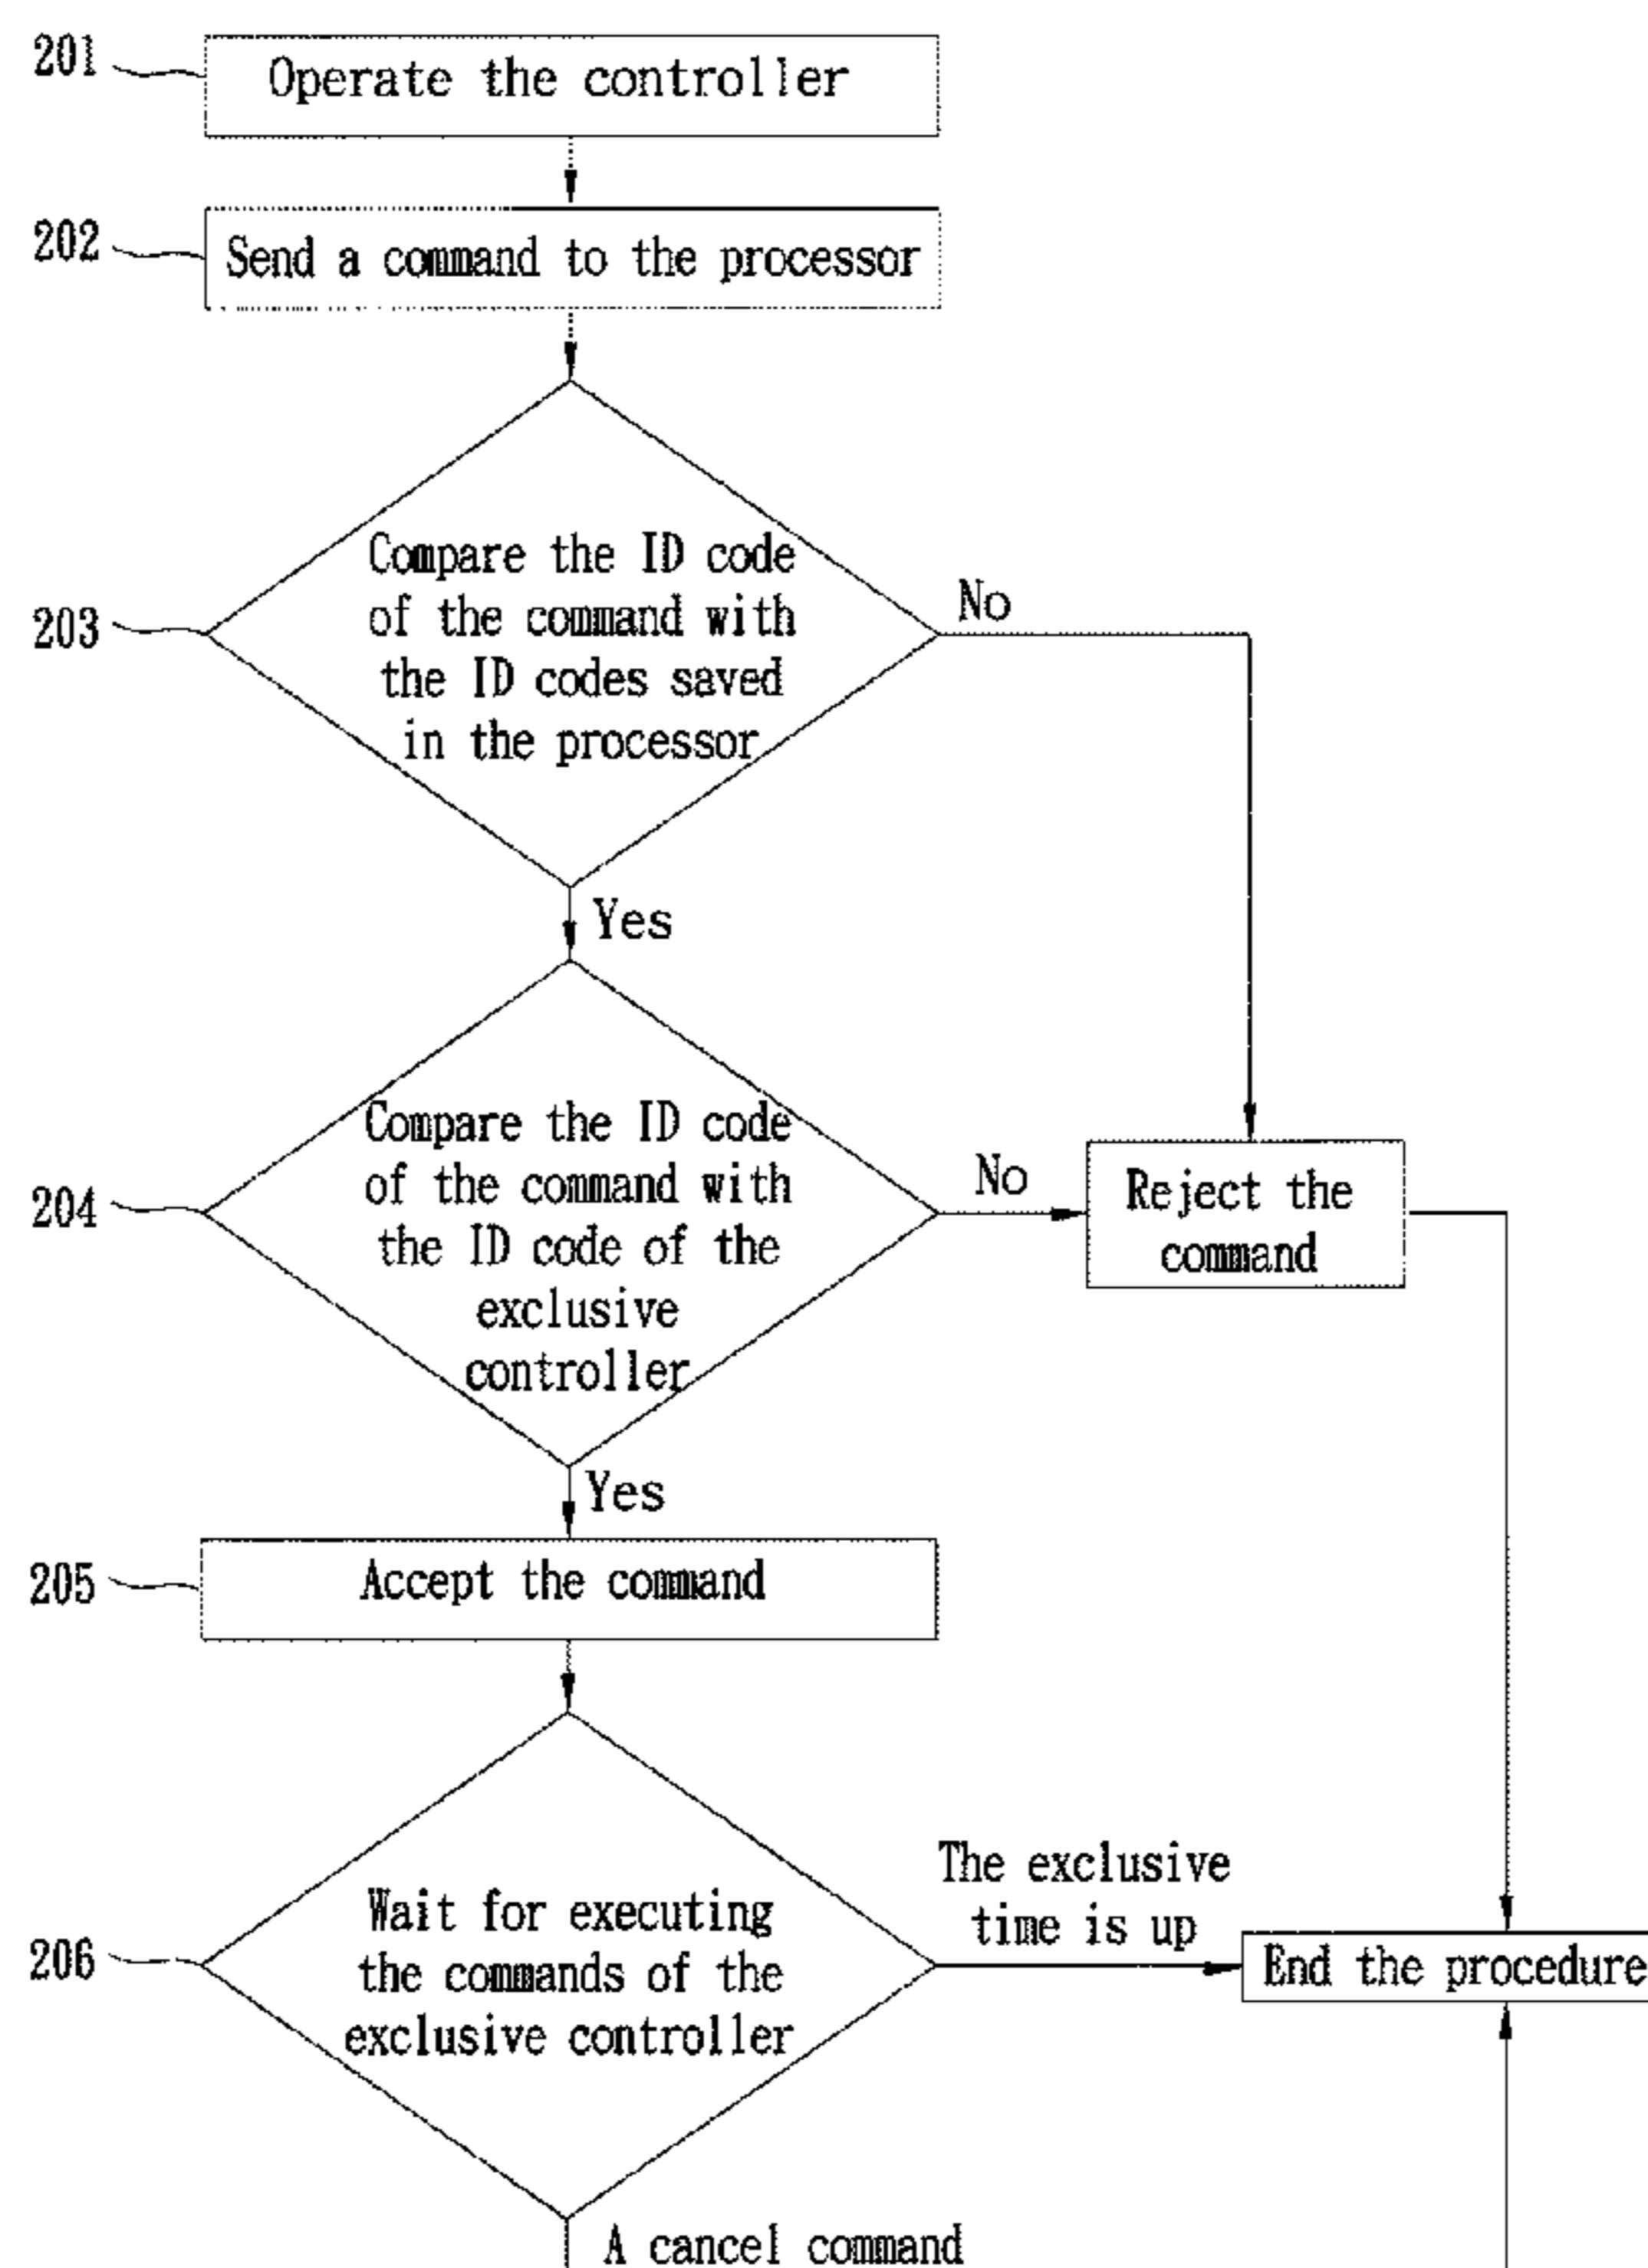 201
Operate the controller
202
Send a command to the processor
203
Compare the ID code
of the command with
the ID codes saved
in the processor
No
Yes
204
Compare the ID code
of the command with
the ID code of the
exclusive
controller
No
Reject the
command
Yes
205
Accept the command
206
Wait for executing
the commands of the
exclusive controller
The exclusive
time is up
End the procedure
A cancel command